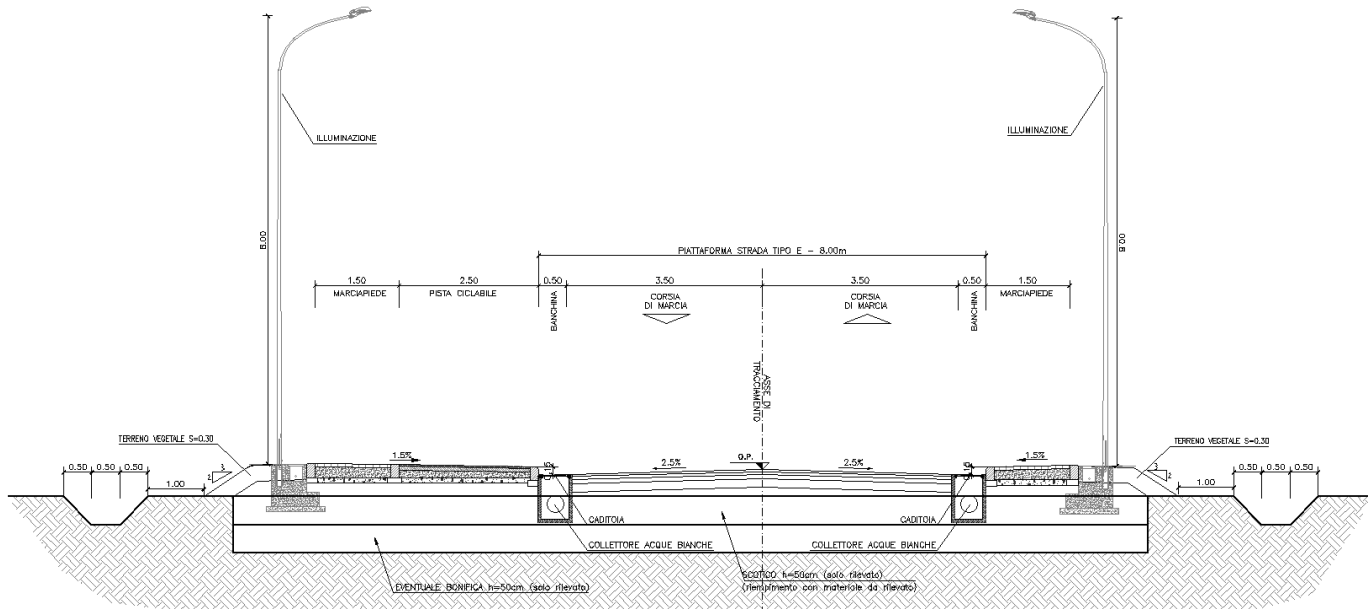 ILLUMINAZIONE
ILLUMINAZIONE
8.00
8.00
PIATTAFORMA STRADA TIPO E - 8.00m
1.50
2.50
0.50
3.50
3.50
0.50
1.50
MARCIAPIEDE
PISTA CICLABILE
BANCHINA
CORSIA
DI MARCIA
CORSIA
DI MARCIA
BANCHINA
MARCIAPIEDE
ASSE DI
TRACCIAMENTO
TERRENO VEGETALE S=0.30
TERRENO VEGETALE S=0.30
1.5%
2.5%
Q.P.
2.5%
1.5%
15
15
3
2
3
2
0.50 0.50 0.50
1.00
1.00
0.50 0.50 0.50
CADITOIA
CADITOIA
COLLETTORE ACQUE BIANCHE
COLLETTORE ACQUE BIANCHE
EVENTUALE BONIFICA h=50cm (solo rilevato)
SCOTICO h=50cm (solo rilevato)
(riempimento con materiale da rilevato)